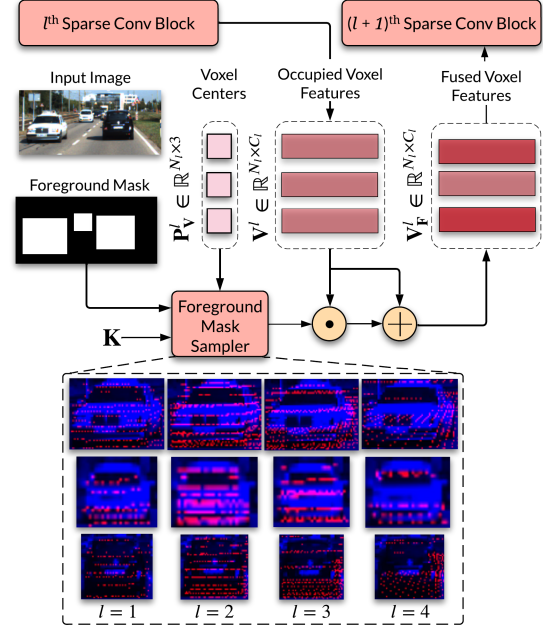 lᵗʰ Sparse Conv Block
(l + 1)ᵗʰ Sparse Conv Block
Input Image
Voxel
Centers
Occupied Voxel
Features
Fused Voxel
Features
Foreground Mask
P_V^l ∈ ℝ^{N_l×3}
V^l ∈ ℝ^{N_l×C_l}
V_F^l ∈ ℝ^{N_l×C_l}
K
Foreground
Mask
Sampler
l = 1
l = 2
l = 3
l = 4